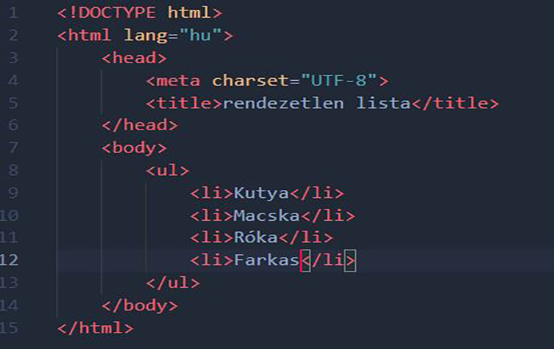 1 <!DOCTYPE html>
2 <html lang="hu">
3 <head>
4 <meta charset="UTF-8">
5 <title>rendezetlen lista</title>
6 </head>
7 <body>
8 <ul>
9 <li>Kutya</li>
10 <li>Macska</li>
11 <li>Róka</li>
12 <li>Farkas</li>
13 </ul>
14 </body>
15 </html>